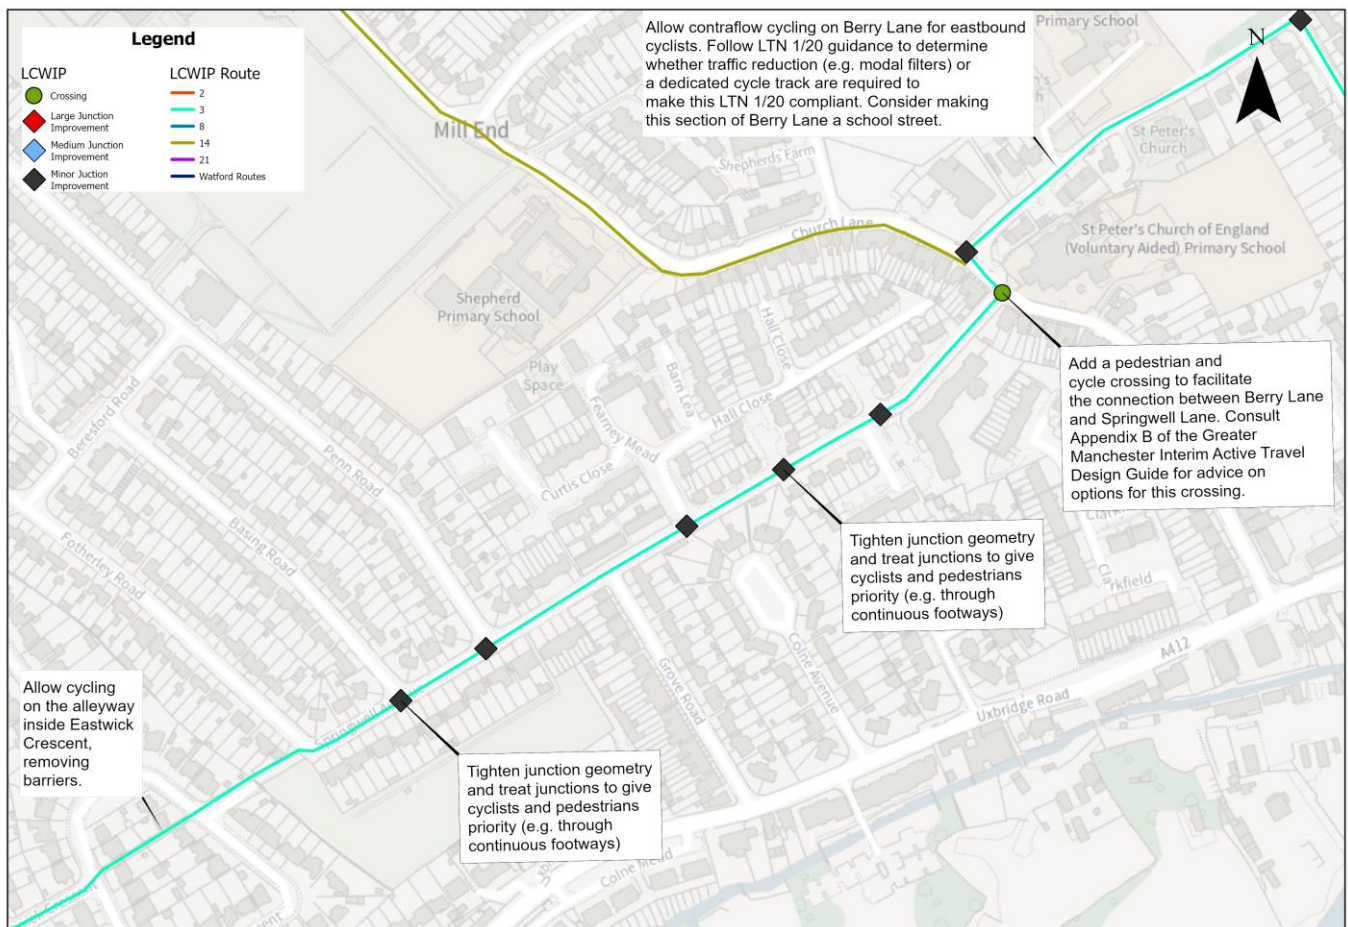 Legend
LCWIP
Crossing
Large Junction
Improvement
Medium Junction
Improvement
Minor Juction
Improvement
LCWIP Route
2
3
8
14
21
Watford Routes
Allow contraflow cycling on Berry Lane for eastbound
cyclists. Follow LTN 1/20 guidance to determine
whether traffic reduction (e.g. modal filters) or
a dedicated cycle track are required to
make this LTN 1/20 compliant. Consider making
this section of Berry Lane a school street.
Primary School
N
Mill End
Shepherds Farm
St Peter's
Church
Church Lane
St Peter's Church of England
(Voluntary Aided) Primary School
Shepherd
Primary School
Play
Space
Hall Close
Barn Lea
Hall Close
Fearney Mead
Curtis Close
Beresford Road
Penn Road
Basing Road
Fotherley Road
Add a pedestrian and
cycle crossing to facilitate
the connection between Berry Lane
and Springwell Lane. Consult
Appendix B of the Greater
Manchester Interim Active Travel
Design Guide for advice on
options for this crossing.
Tighten junction geometry
and treat junctions to give
cyclists and pedestrians
priority (e.g. through
continuous footways)
Colne Avenue
Grove Road
A412
Uxbridge Road
Springwell
Allow cycling
on the alleyway
inside Eastwick
Crescent,
removing
barriers.
Tighten junction geometry
and treat junctions to give
cyclists and pedestrians
priority (e.g. through
continuous footways)
Colne Mead